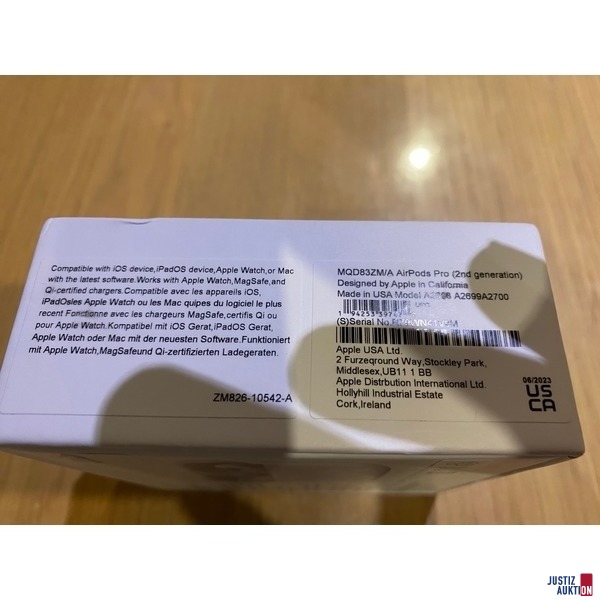 Compatible with iOS device,iPadOS device,Apple Watch,or Mac
with the latest software.Works with Apple Watch,MagSafe,and
Qi-certified chargers.Compatible avec les appareils iOS,
iPadOsles Apple Watch ou les Mac quipes du logiciel le plus
recent Fonctionne avec les chargeurs MagSafe,certifis Qi ou
pour Apple Watch.Kompatibel mit iOS Gerat,iPadOS Gerat,
Apple Watch oder Mac mit der neuesten Software.Funktioniert
mit Apple Watch,MagSafeund Qi-zertifizierten Ladegeraten.
ZM826-10542-A
MQD83ZM/A AirPods Pro (2nd generation)
Designed by Apple in California
Made in USA Model A2699A2700
UPC
(S)Serial No.
Apple USA Ltd.
2 Furzeqround Way,Stockley Park,
Middlesex,UB11 1 BB
Apple Distrbution International Ltd.
Hollyhill Industrial Estate
Cork,Ireland
06/2023
US
CA
JUSTIZ
AUKTION